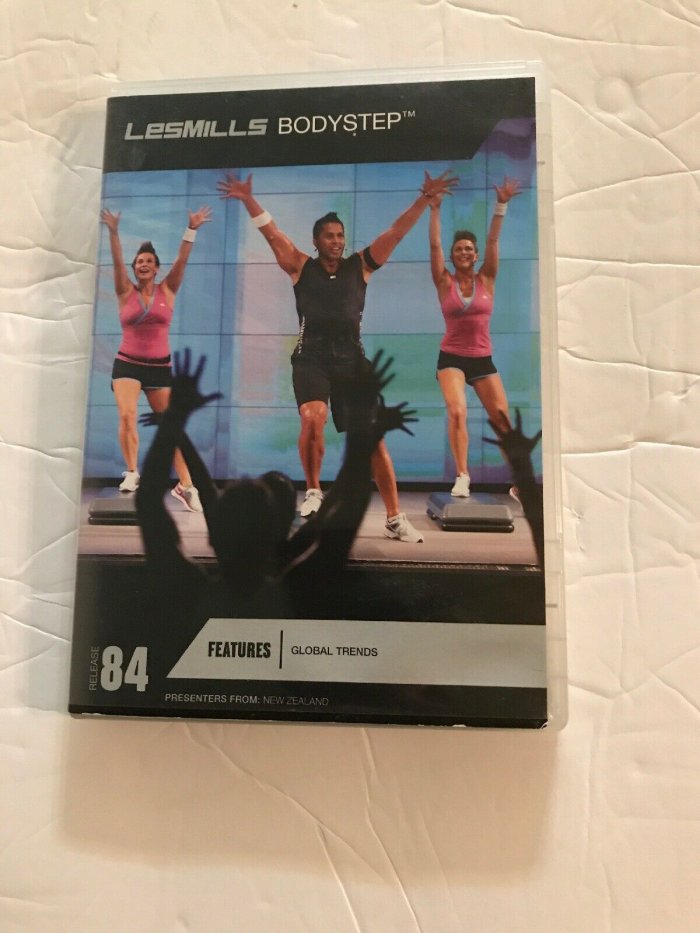 LesMILLS BODYSTEP™
FEATURES GLOBAL TRENDS
RELEASE 84
PRESENTERS FROM: NEW ZEALAND